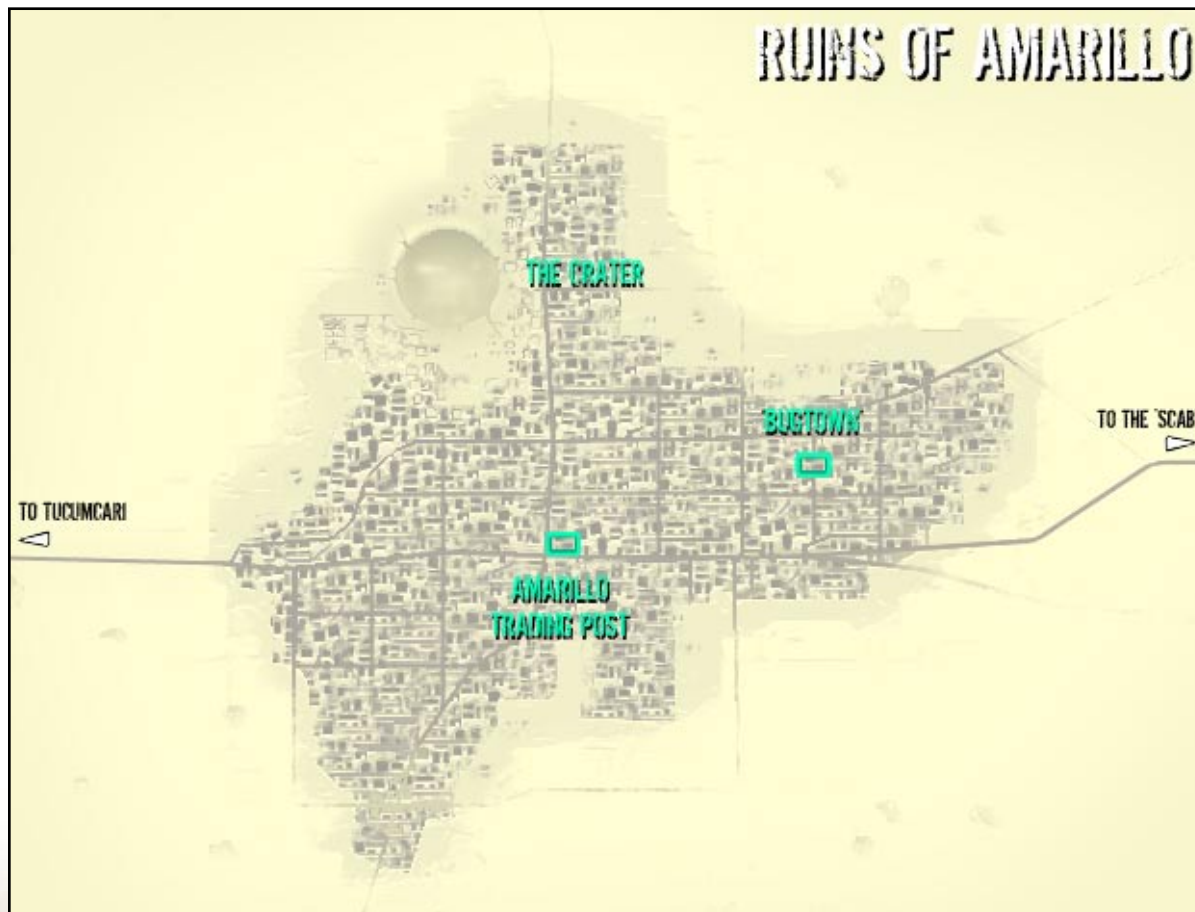 RUINS OF AMARILLO
THE CRATER
'BUGTOWN'
TO THE 'SCAB'
TO TUCUMCARI
AMARILLO
TRADING POST